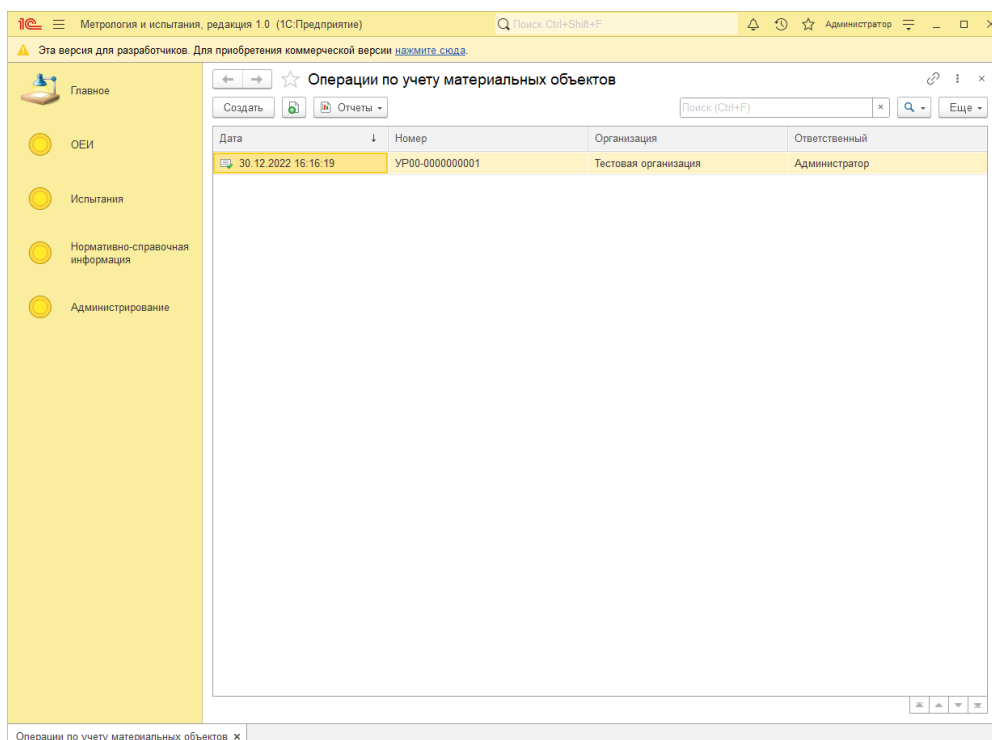 1С Метрология и испытания, редакция 1.0 (1С:Предприятие) Поиск Ctrl+Shift+F Администратор
Эта версия для разработчиков. Для приобретения коммерческой версии нажмите сюда.
Главное
ОЕИ
Испытания
Нормативно-справочная
информация
Администрирование
Операции по учету материальных объектов
Создать Отчеты Поиск (Ctrl+F) Еще
Дата Номер Организация Ответственный
30.12.2022 16:16:19 УР00-0000000001 Тестовая организация Администратор
Операции по учету материальных объектов